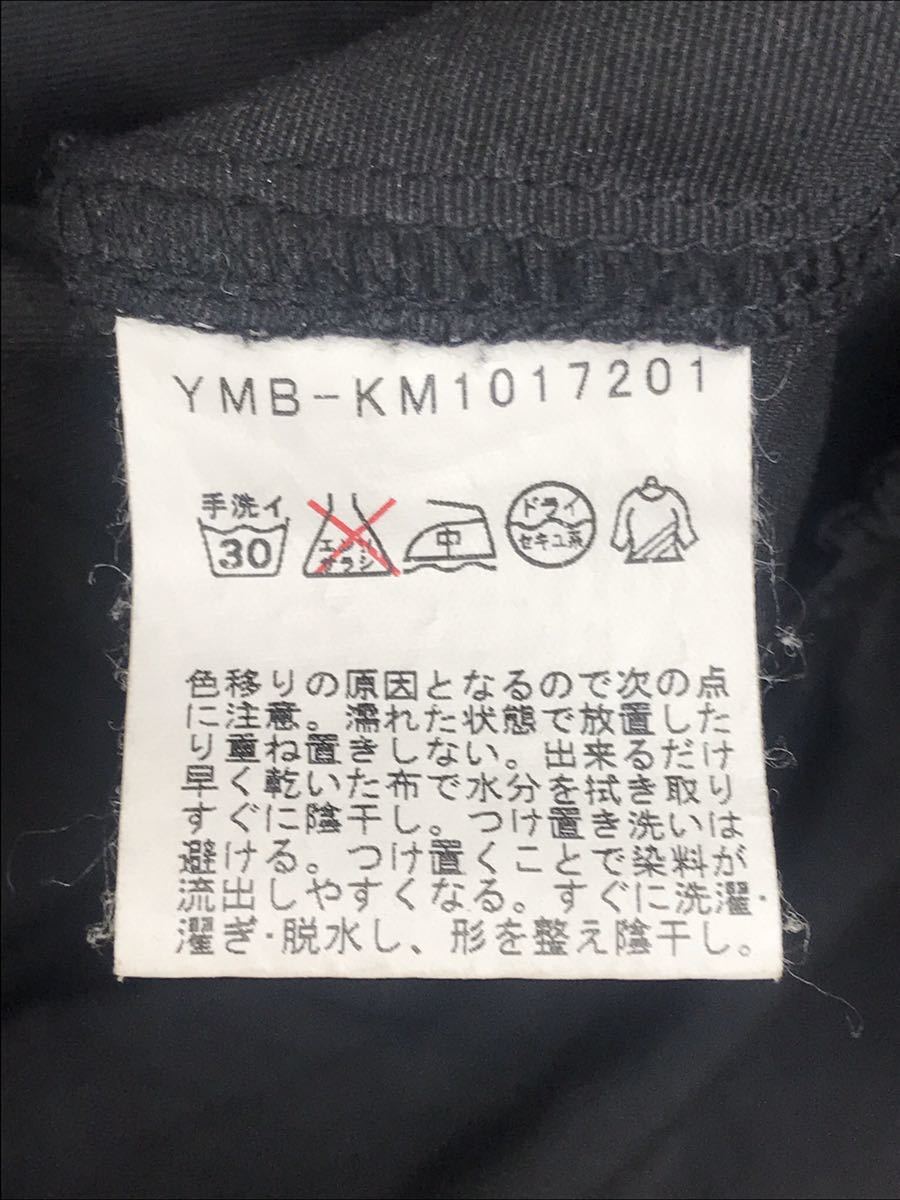 YMB-KM1017201
手洗イ
30
エンソ
サラシ
中
ドライ
セキユ系
色移りの原因となるので次の点
に注意。濡れた状態で放置した
り重ね置きしない。出来るだけ
早く乾いた布で水分を拭き取り
すぐに陰干し。つけ置き洗いは
避ける。つけ置くことで染料が
流出しやすくなる。すぐに洗濯・
濯ぎ・脱水し、形を整え陰干し。